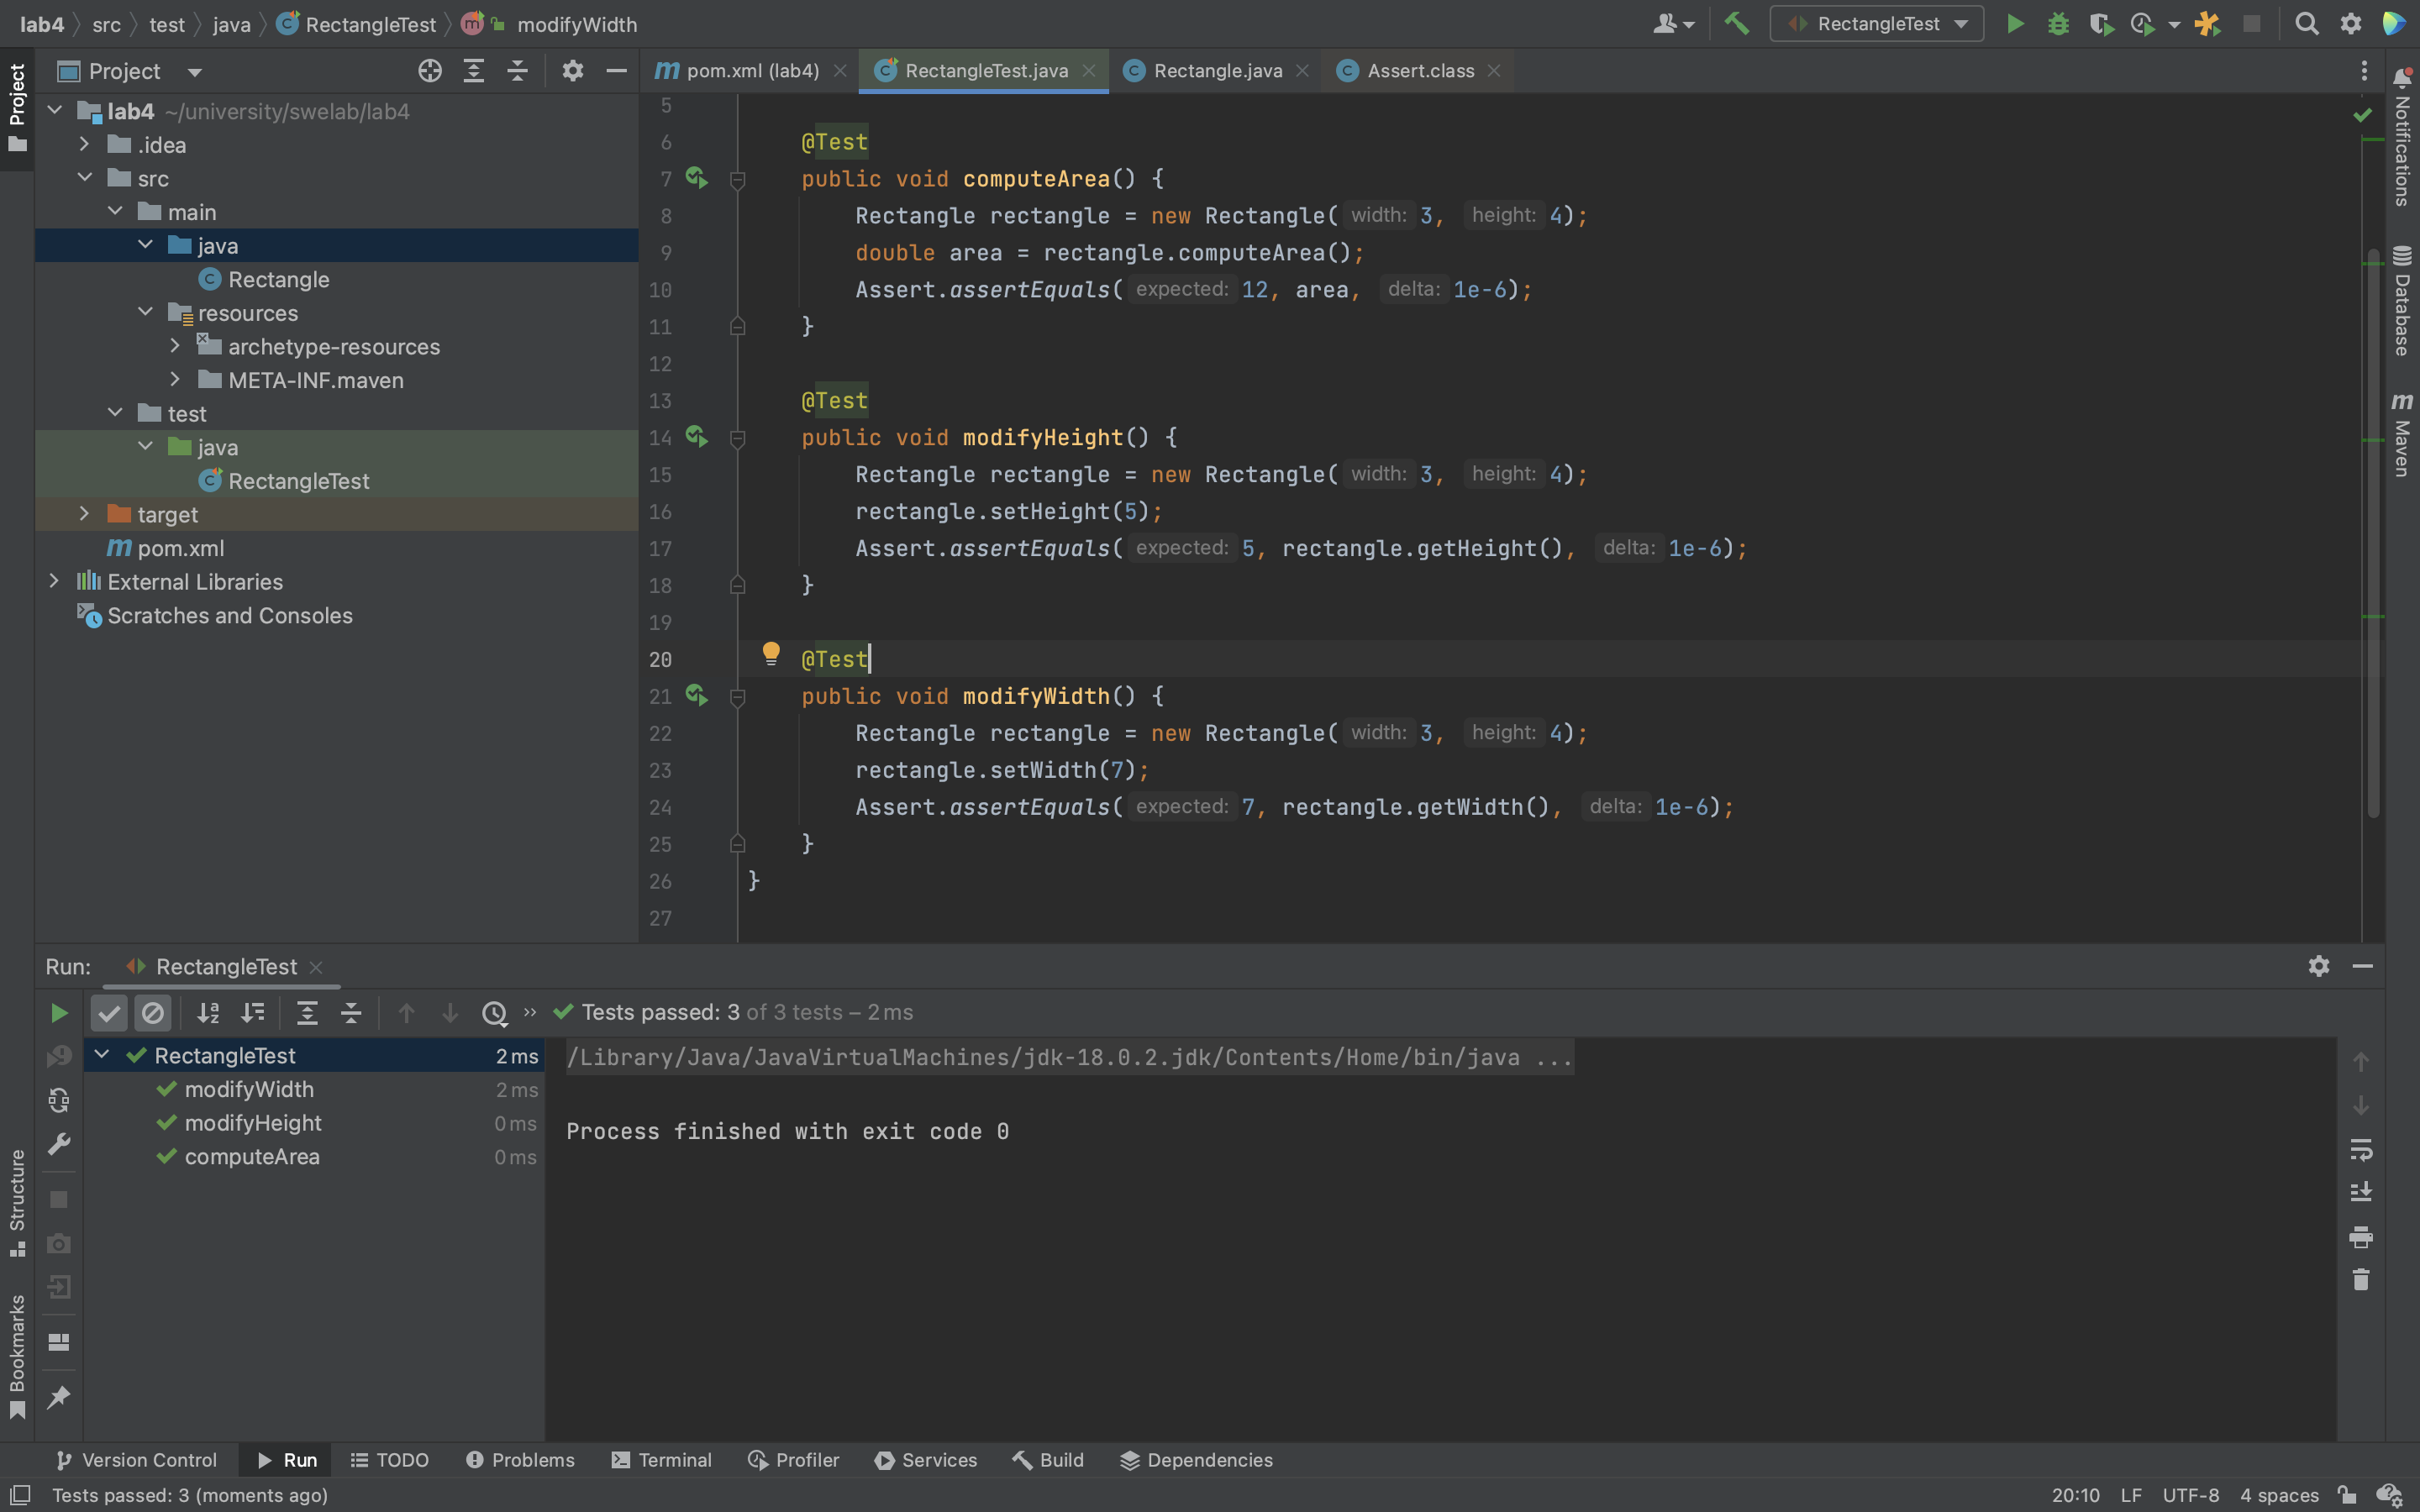 lab4 src test java RectangleTest modifyWidth RectangleTest
Project
pom.xml (lab4) RectangleTest.java Rectangle.java Assert.class
Project
lab4 ~/university/swelab/lab4
.idea
src
main
java
Rectangle
resources
archetype-resources
META-INF.maven
test
java
RectangleTest
target
pom.xml
External Libraries
Scratches and Consoles
5
6 @Test
7 public void computeArea() {
8 Rectangle rectangle = new Rectangle( width: 3, height: 4);
9 double area = rectangle.computeArea();
10 Assert.assertEquals( expected: 12, area, delta: 1e-6);
11 }
12
13 @Test
14 public void modifyHeight() {
15 Rectangle rectangle = new Rectangle( width: 3, height: 4);
16 rectangle.setHeight(5);
17 Assert.assertEquals( expected: 5, rectangle.getHeight(), delta: 1e-6);
18 }
19
20 @Test
21 public void modifyWidth() {
22 Rectangle rectangle = new Rectangle( width: 3, height: 4);
23 rectangle.setWidth(7);
24 Assert.assertEquals( expected: 7, rectangle.getWidth(), delta: 1e-6);
25 }
26 }
27
Notifications
Database
Maven
Run: RectangleTest
Tests passed: 3 of 3 tests – 2 ms
RectangleTest 2 ms
modifyWidth 2 ms
modifyHeight 0 ms
computeArea 0 ms
/Library/Java/JavaVirtualMachines/jdk-18.0.2.jdk/Contents/Home/bin/java ...
Process finished with exit code 0
Structure
Bookmarks
Version Control Run TODO Problems Terminal Profiler Services Build Dependencies
Tests passed: 3 (moments ago) 20:10 LF UTF-8 4 spaces